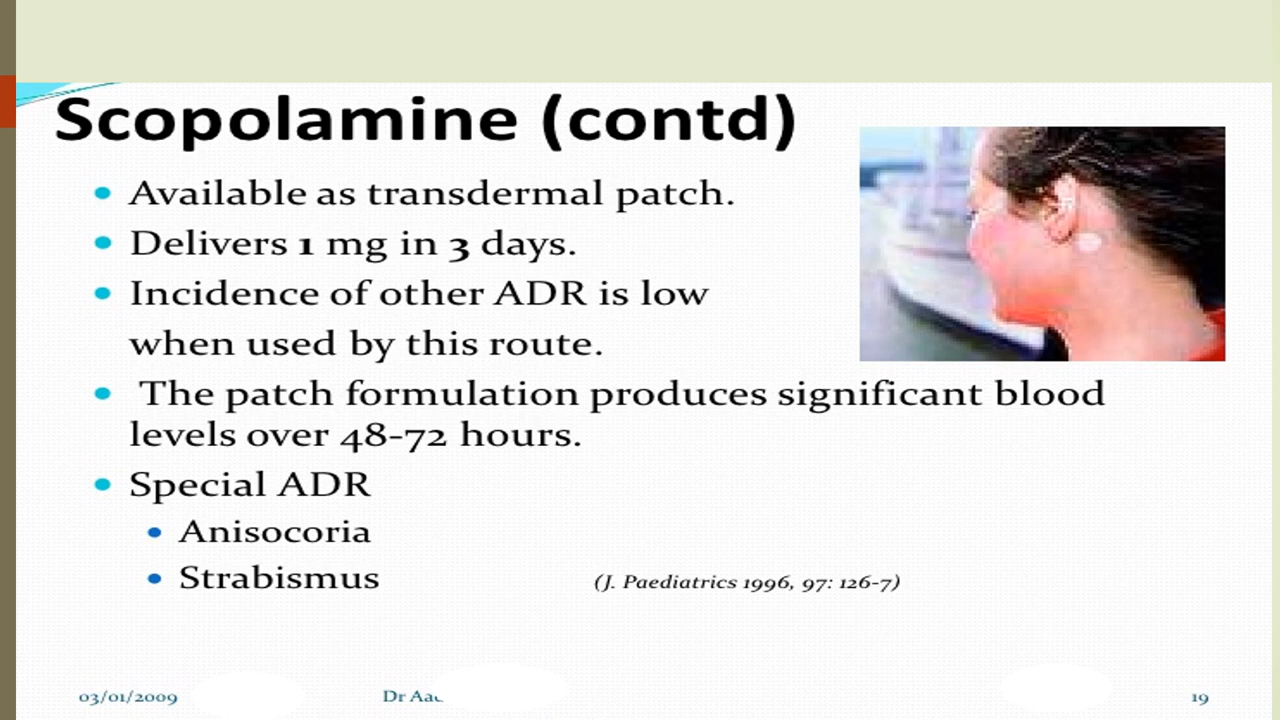 Scopolamine (contd)
Available as transdermal patch.
Delivers 1 mg in 3 days.
Incidence of other ADR is low
when used by this route.
The patch formulation produces significant blood
levels over 48-72 hours.
Special ADR
Anisocoria
Strabismus
(J. Paediatrics 1996, 97: 126-7)
03/01/2009
Dr
19